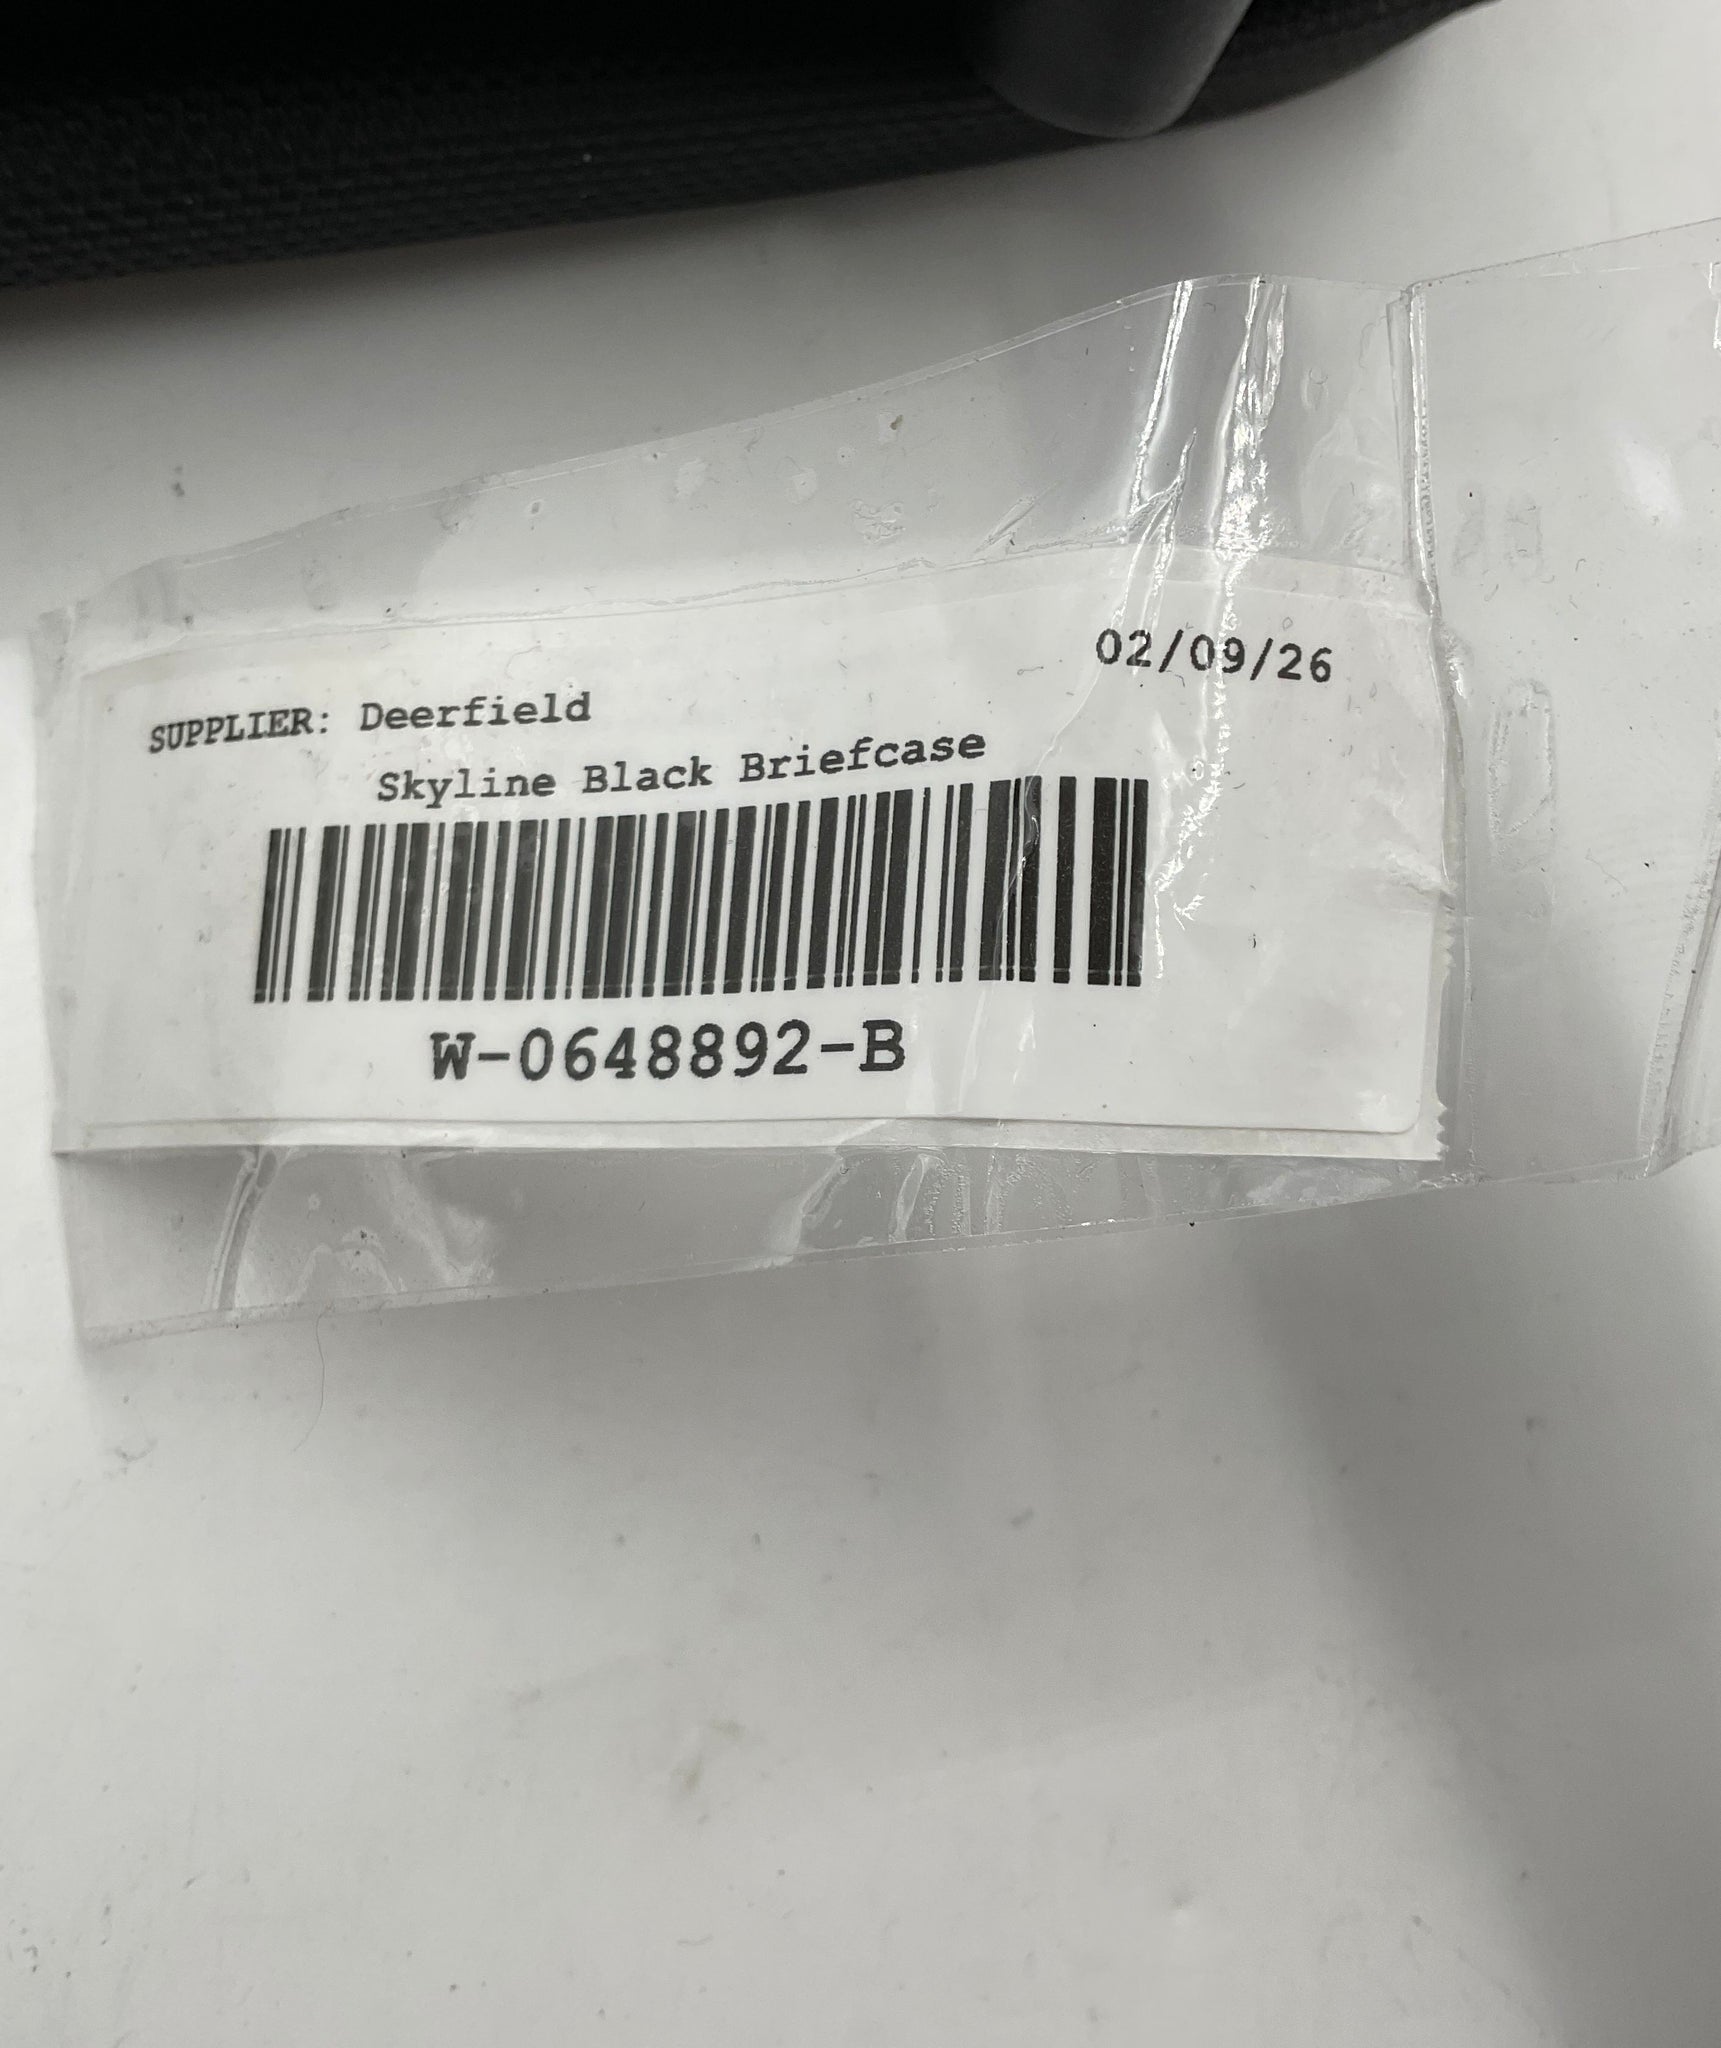 02/09/26
SUPPLIER: Deerfield
Skyline Black Briefcase
W-0648892-B